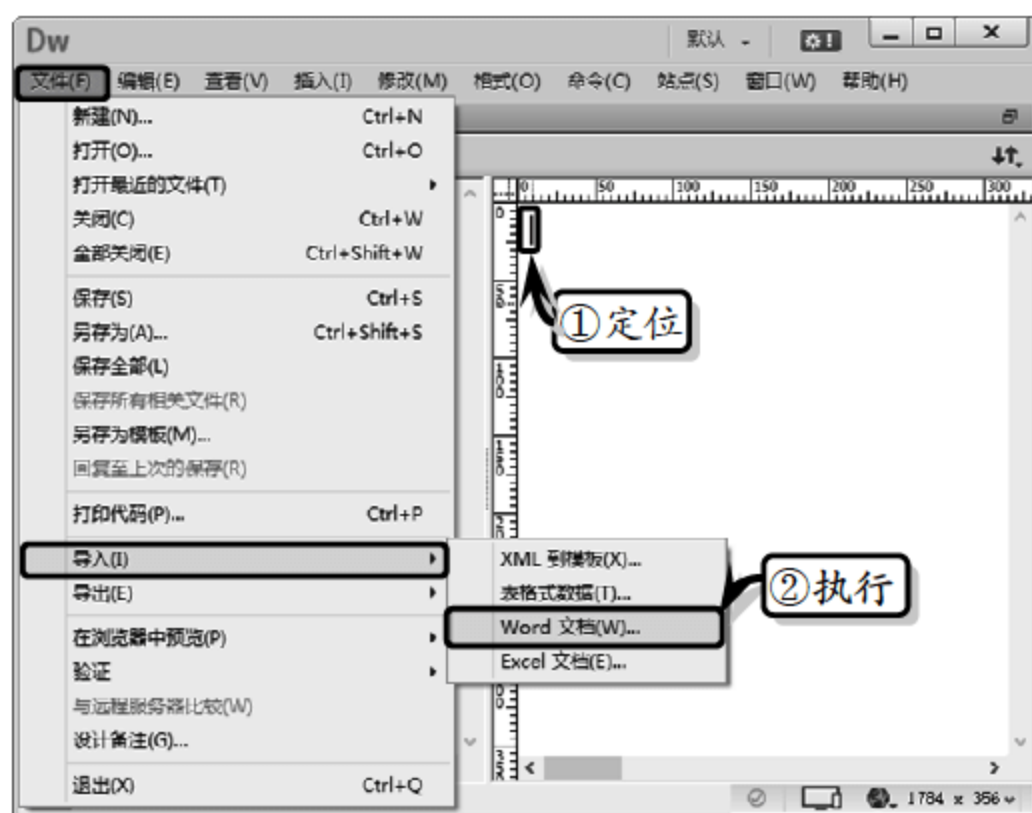 Dw
默认
文件(F) 编辑(E) 查看(V) 插入(I) 修改(M) 格式(O) 命令(C) 站点(S) 窗口(W) 帮助(H)
新建(N)... Ctrl+N
打开(O)... Ctrl+O
打开最近的文件(T)
关闭(C) Ctrl+W
全部关闭(E) Ctrl+Shift+W
保存(S) Ctrl+S
另存为(A)... Ctrl+Shift+S
保存全部(L)
保存所有相关文件(R)
另存为模板(M)...
回复至上次的保存(R)
打印代码(P)... Ctrl+P
导入(I)
导出(E)
在浏览器中预览(P)
验证
与远程服务器比较(W)
设计备注(G)...
退出(X) Ctrl+Q
XML 到模板(X)...
表格式数据(T)...
Word 文档(W)...
Excel 文档(E)...
0 50 100 150 200 250 300
0
50
100
150
①定位
②执行
1784 x 356